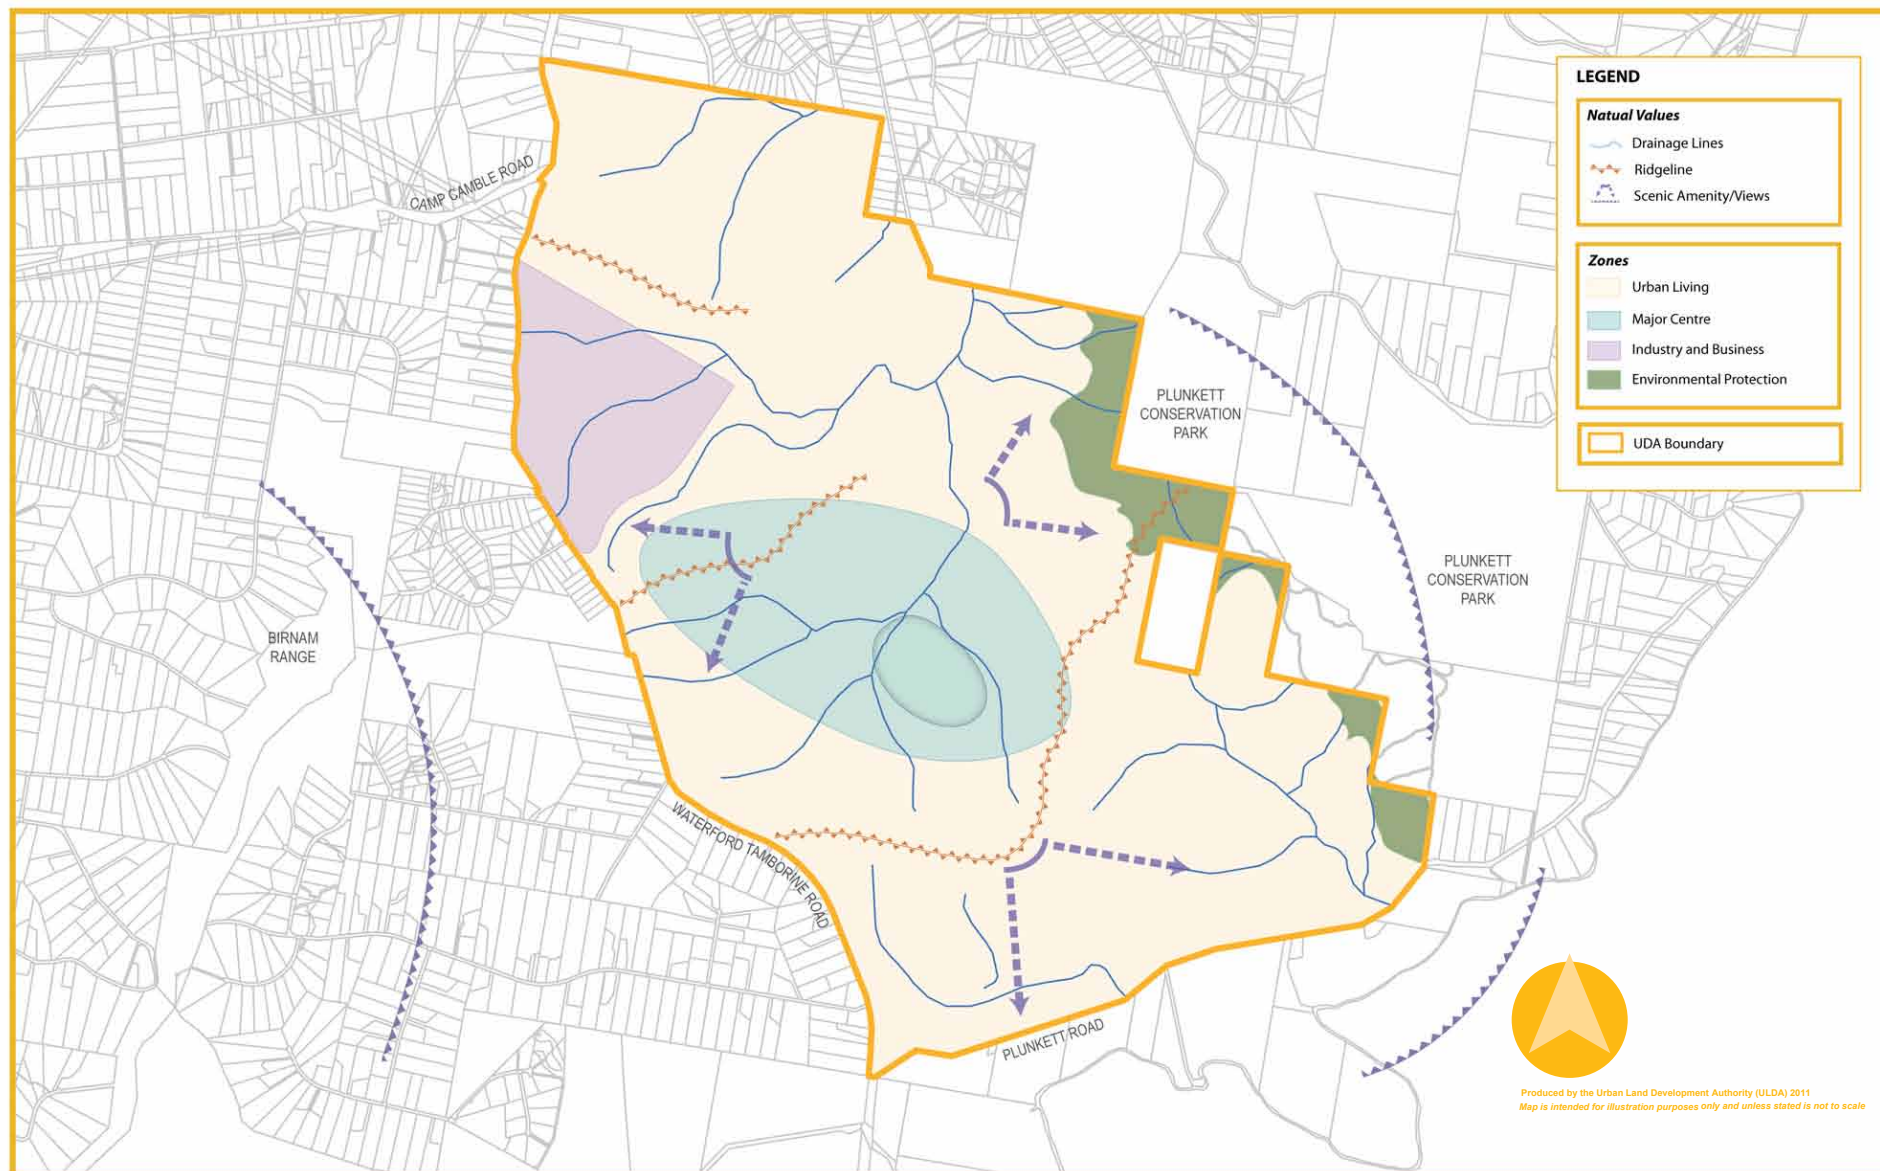 LEGEND
Natual Values
Drainage Lines
Ridgeline
Scenic Amenity/Views
Zones
Urban Living
Major Centre
Industry and Business
Environmental Protection
UDA Boundary
CAMP CAMBLE ROAD
PLUNKETT
CONSERVATION
PARK
PLUNKETT
CONSERVATION
PARK
BIRNAM
RANGE
WATERFORD TAMBORINE ROAD
PLUNKETT ROAD
Produced by the Urban Land Development Authority (ULDA) 2011
Map is intended for illustration purposes only and unless stated is not to scale